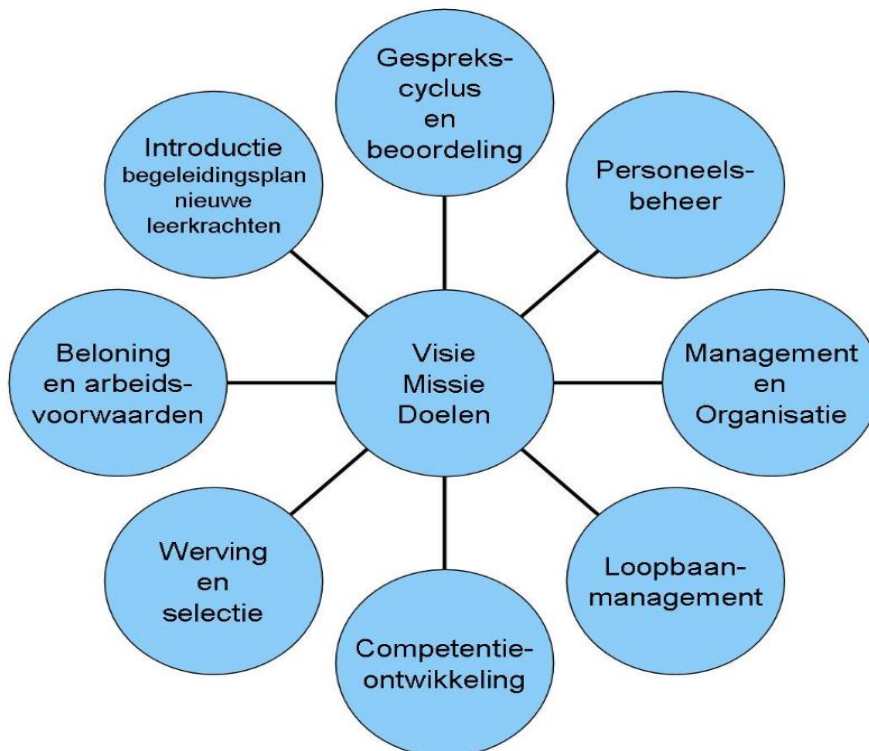 Gespreks-
cyclus
en
beoordeling
Introductie
begeleidingsplan
nieuwe
leerkrachten
Personeels-
beheer
Beloning
en arbeids-
voorwaarden
Visie
Missie
Doelen
Management
en
Organisatie
Werving
en
selectie
Loopbaan-
management
Competentie-
ontwikkeling